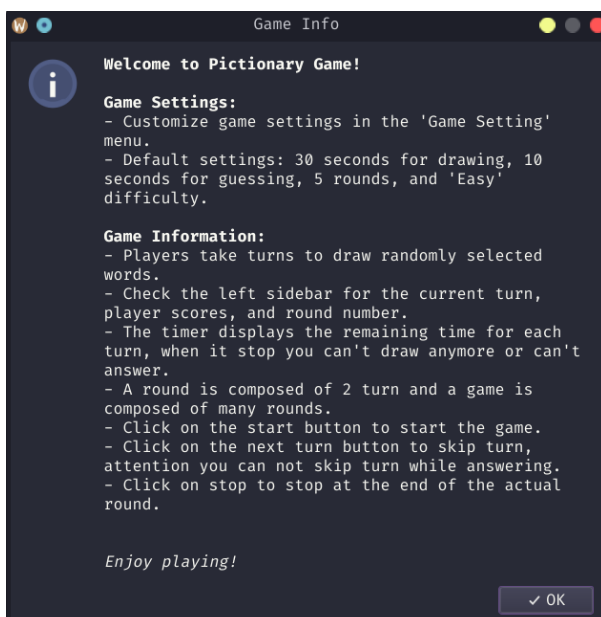 Game Info
Welcome to Pictionary Game!
Game Settings:
- Customize game settings in the 'Game Setting'
menu.
- Default settings: 30 seconds for drawing, 10
seconds for guessing, 5 rounds, and 'Easy'
difficulty.
Game Information:
- Players take turns to draw randomly selected
words.
- Check the left sidebar for the current turn,
player scores, and round number.
- The timer displays the remaining time for each
turn, when it stop you can't draw anymore or can't
answer.
- A round is composed of 2 turn and a game is
composed of many rounds.
- Click on the start button to start the game.
- Click on the next turn button to skip turn,
attention you can not skip turn while answering.
- Click on stop to stop at the end of the actual
round.
Enjoy playing!
✓ OK